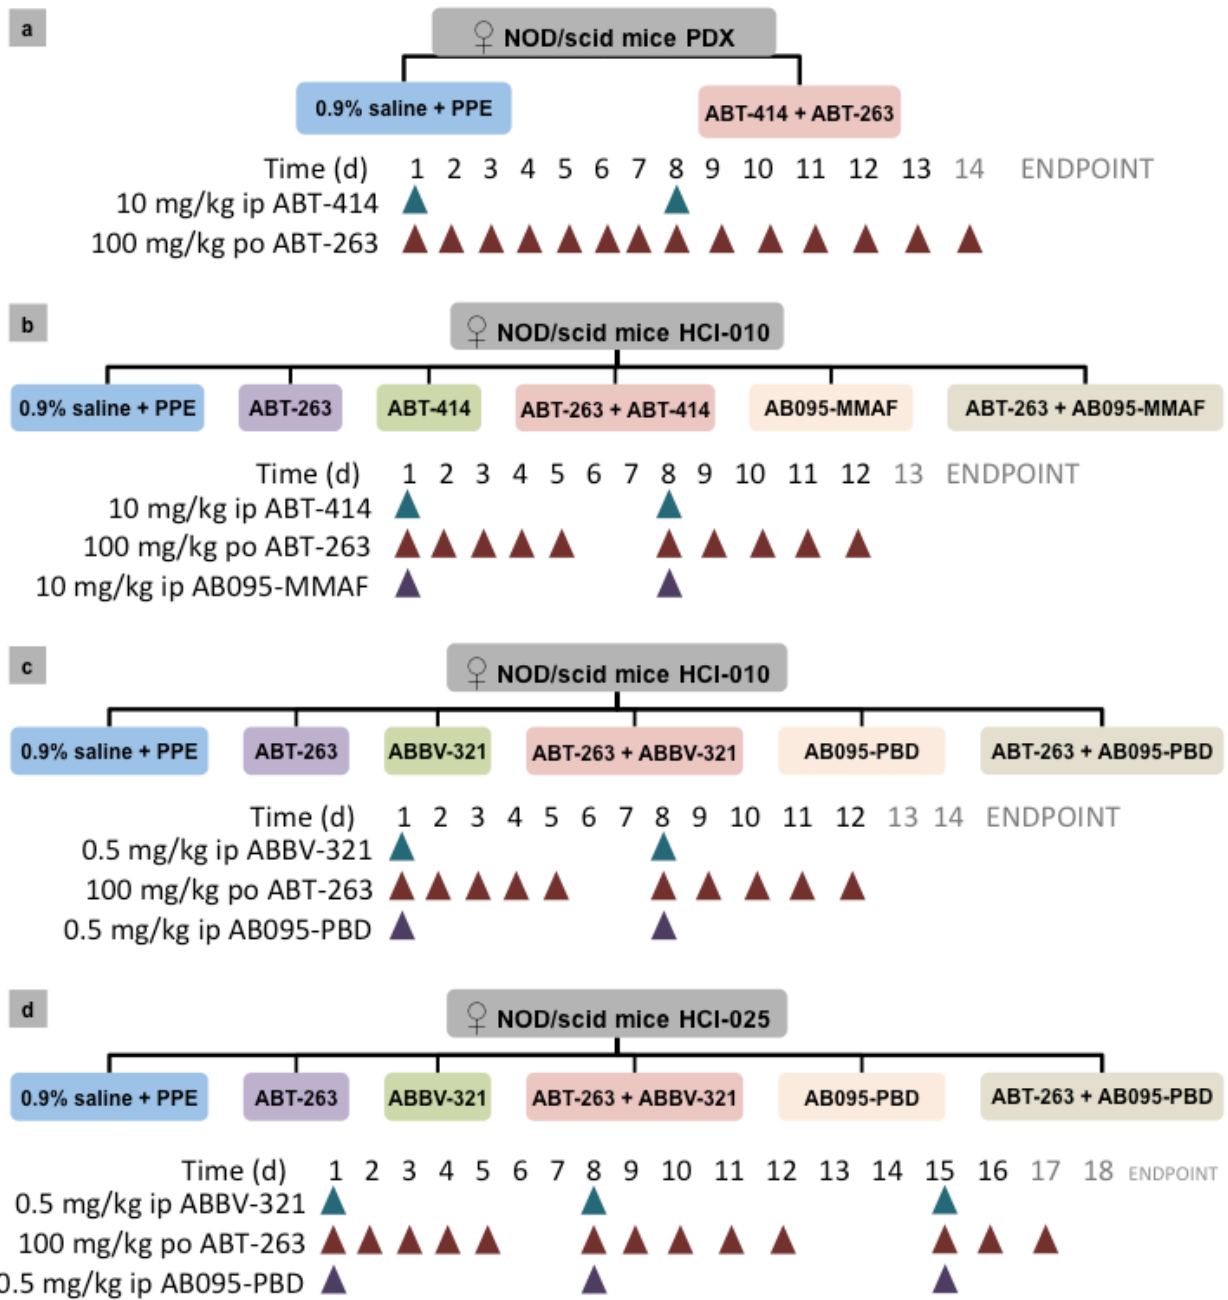 a
♀ NOD/scid mice PDX
0.9% saline + PPE ABT-414 + ABT-263
Time (d) 1 2 3 4 5 6 7 8 9 10 11 12 13 14 ENDPOINT
10 mg/kg ip ABT-414
100 mg/kg po ABT-263
b
♀ NOD/scid mice HCI-010
0.9% saline + PPE ABT-263 ABT-414 ABT-263 + ABT-414 AB095-MMAF ABT-263 + AB095-MMAF
Time (d) 1 2 3 4 5 6 7 8 9 10 11 12 13 ENDPOINT
10 mg/kg ip ABT-414
100 mg/kg po ABT-263
10 mg/kg ip AB095-MMAF
c
♀ NOD/scid mice HCI-010
0.9% saline + PPE ABT-263 ABBV-321 ABT-263 + ABBV-321 AB095-PBD ABT-263 + AB095-PBD
Time (d) 1 2 3 4 5 6 7 8 9 10 11 12 13 14 ENDPOINT
0.5 mg/kg ip ABBV-321
100 mg/kg po ABT-263
0.5 mg/kg ip AB095-PBD
d
♀ NOD/scid mice HCI-025
0.9% saline + PPE ABT-263 ABBV-321 ABT-263 + ABBV-321 AB095-PBD ABT-263 + AB095-PBD
Time (d) 1 2 3 4 5 6 7 8 9 10 11 12 13 14 15 16 17 18 ENDPOINT
0.5 mg/kg ip ABBV-321
100 mg/kg po ABT-263
0.5 mg/kg ip AB095-PBD